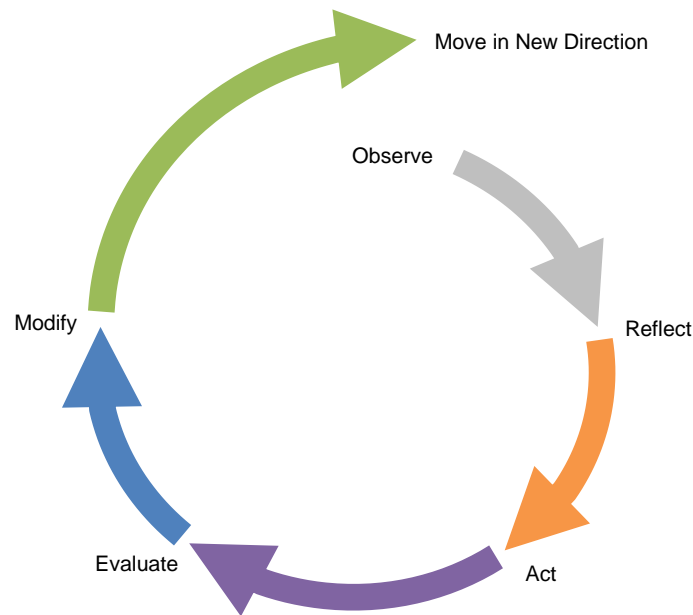 Move in New Direction
Observe
Reflect
Modify
Evaluate
Act